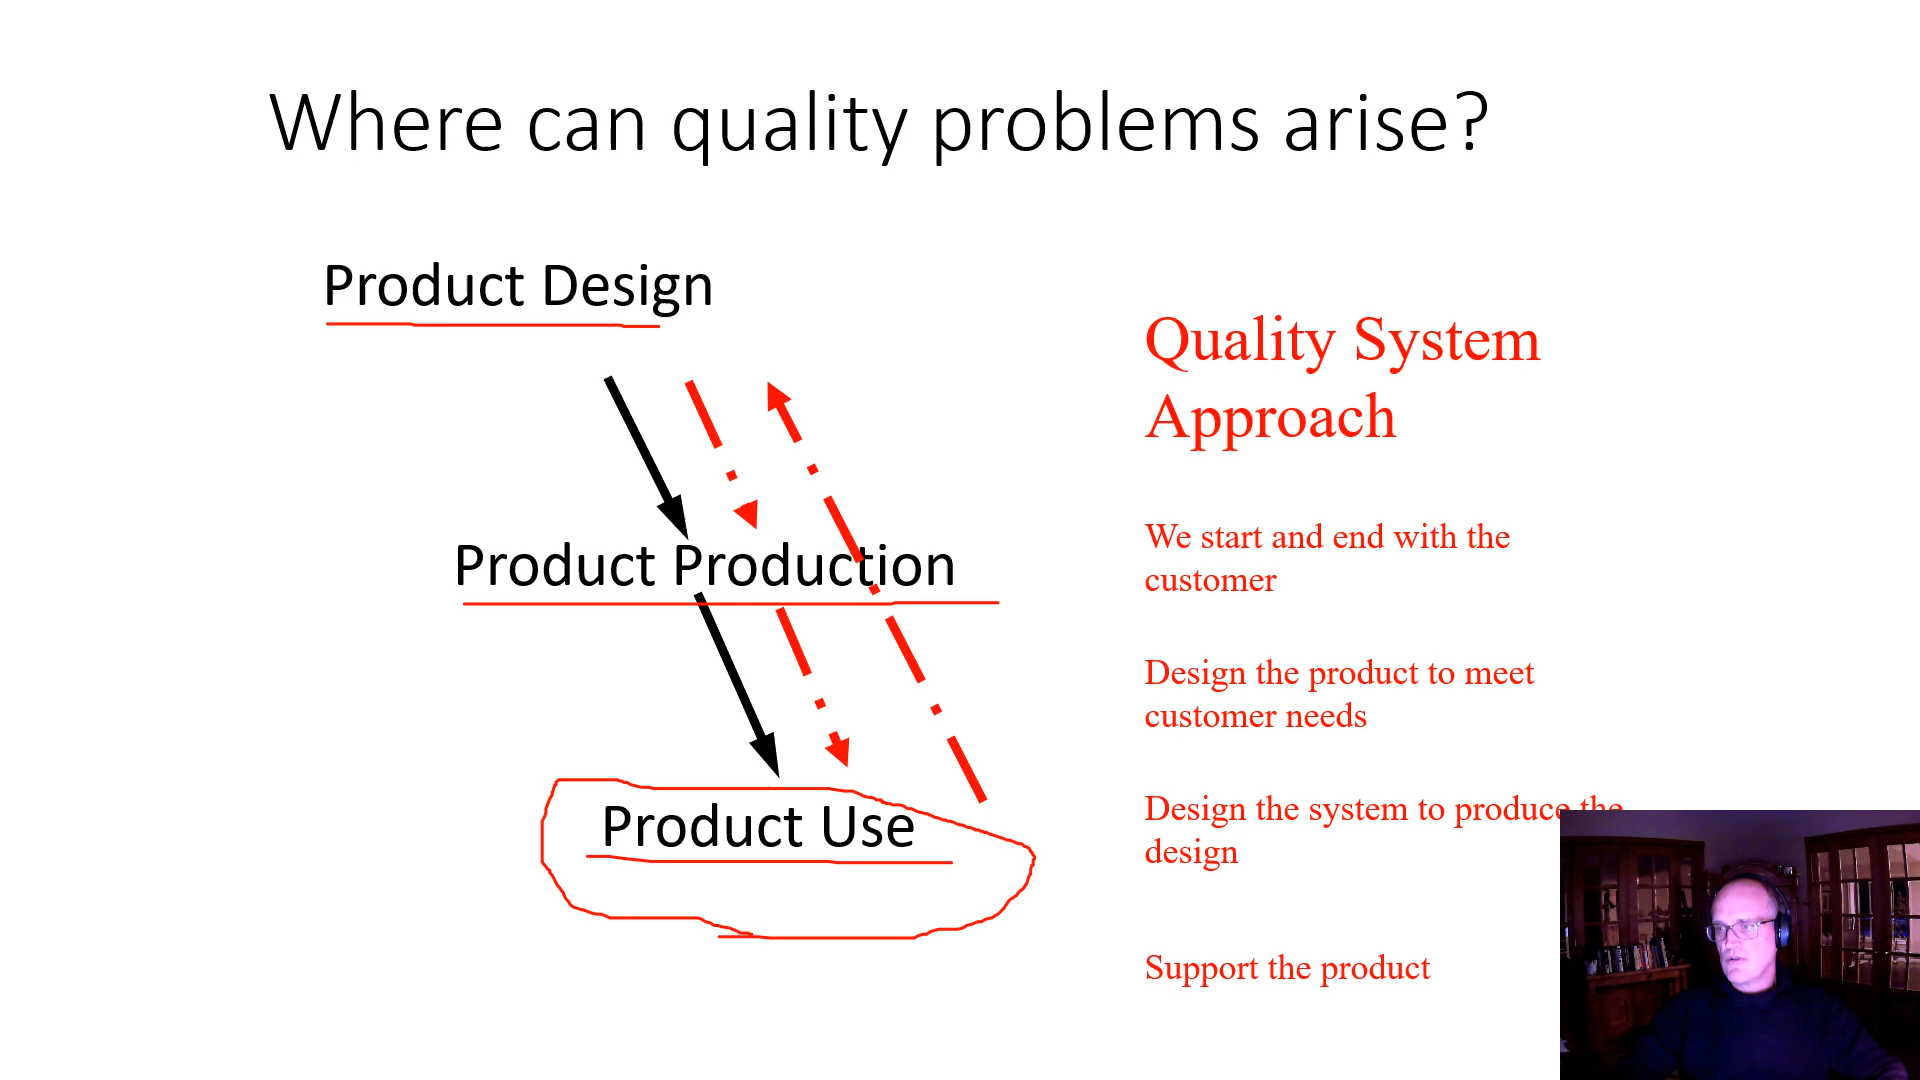 Where can quality problems arise?
Product Design
Product Production
Product Use
Quality System
Approach
We start and end with the
customer
Design the product to meet
customer needs
Design the system to produce the
design
Support the product